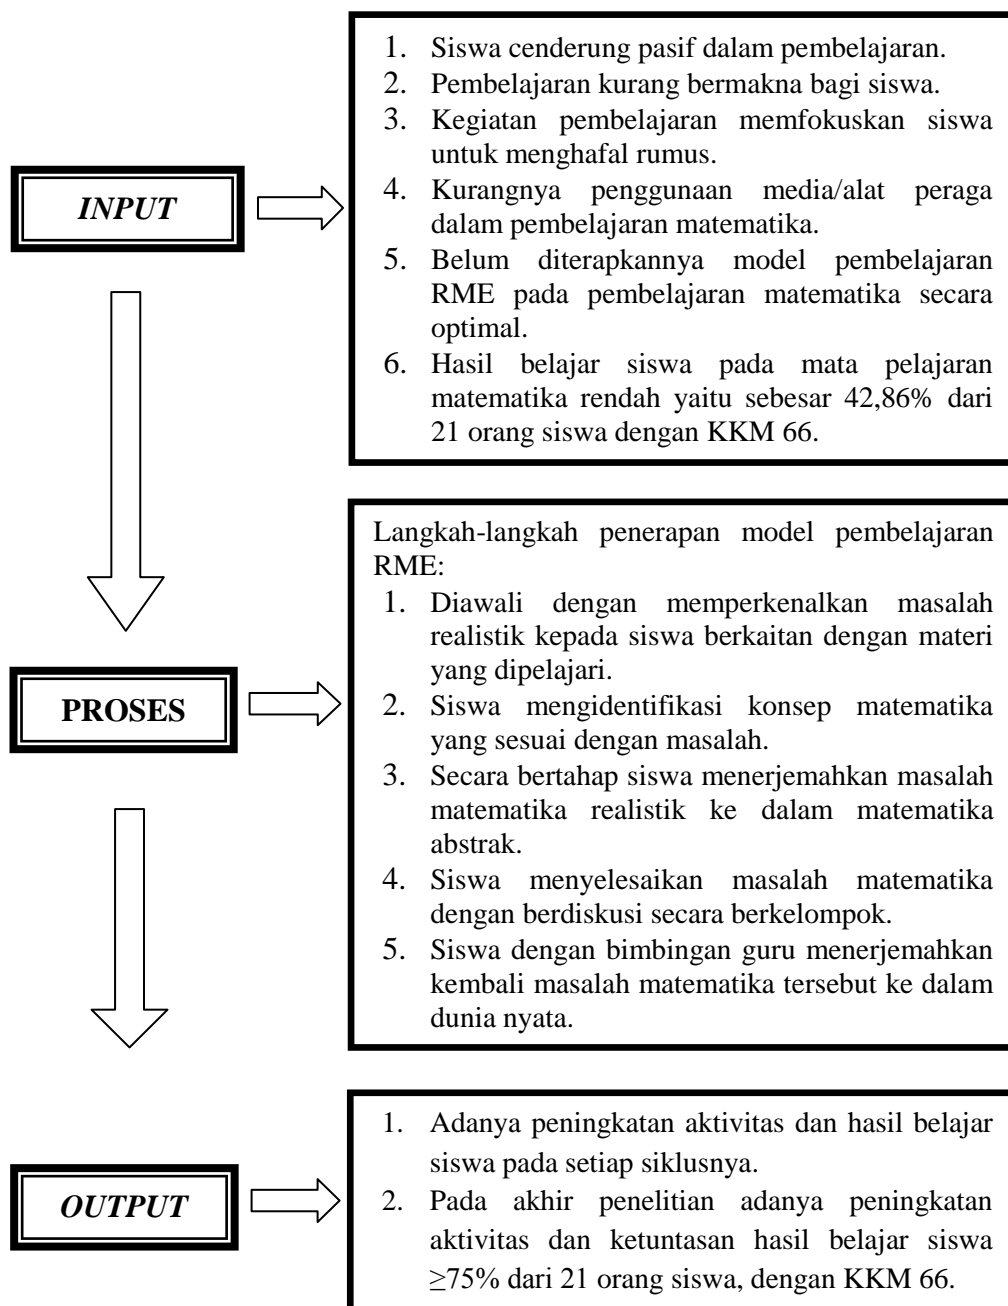 INPUT
1. Siswa cenderung pasif dalam pembelajaran.
2. Pembelajaran kurang bermakna bagi siswa.
3. Kegiatan pembelajaran memfokuskan siswa
untuk menghafal rumus.
4. Kurangnya penggunaan media/alat peraga
dalam pembelajaran matematika.
5. Belum diterapkannya model pembelajaran
RME pada pembelajaran matematika secara
optimal.
6. Hasil belajar siswa pada mata pelajaran
matematika rendah yaitu sebesar 42,86% dari
21 orang siswa dengan KKM 66.
PROSES
Langkah-langkah penerapan model pembelajaran
RME:
1. Diawali dengan memperkenalkan masalah
realistik kepada siswa berkaitan dengan materi
yang dipelajari.
2. Siswa mengidentifikasi konsep matematika
yang sesuai dengan masalah.
3. Secara bertahap siswa menerjemahkan masalah
matematika realistik ke dalam matematika
abstrak.
4. Siswa menyelesaikan masalah matematika
dengan berdiskusi secara berkelompok.
5. Siswa dengan bimbingan guru menerjemahkan
kembali masalah matematika tersebut ke dalam
dunia nyata.
OUTPUT
1. Adanya peningkatan aktivitas dan hasil belajar
siswa pada setiap siklusnya.
2. Pada akhir penelitian adanya peningkatan
aktivitas dan ketuntasan hasil belajar siswa
≥75% dari 21 orang siswa, dengan KKM 66.